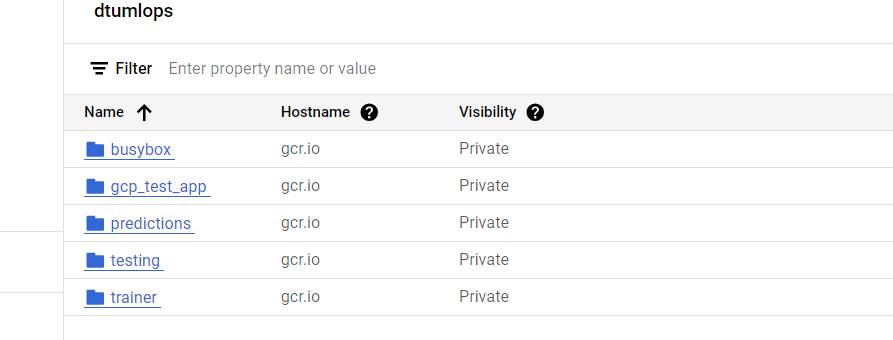 dtumlops
Filter Enter property name or value
Name Hostname Visibility
busybox gcr.io Private
gcp_test_app gcr.io Private
predictions gcr.io Private
testing gcr.io Private
trainer gcr.io Private